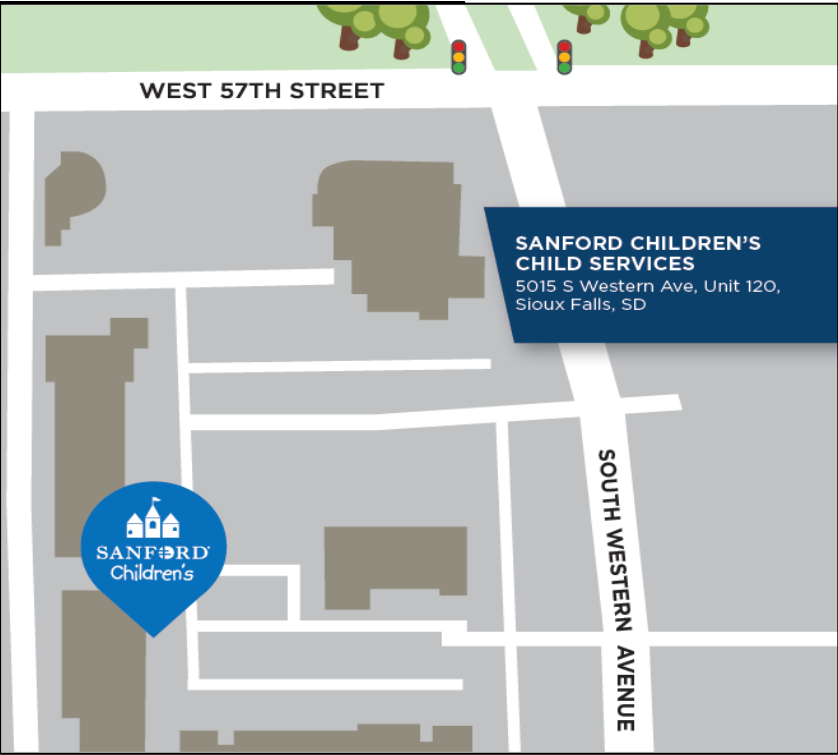 WEST 57TH STREET
SANFORD CHILDREN'S
CHILD SERVICES
5015 S Western Ave, Unit 120,
Sioux Falls, SD
SOUTH WESTERN AVENUE
SANFORD
Children's